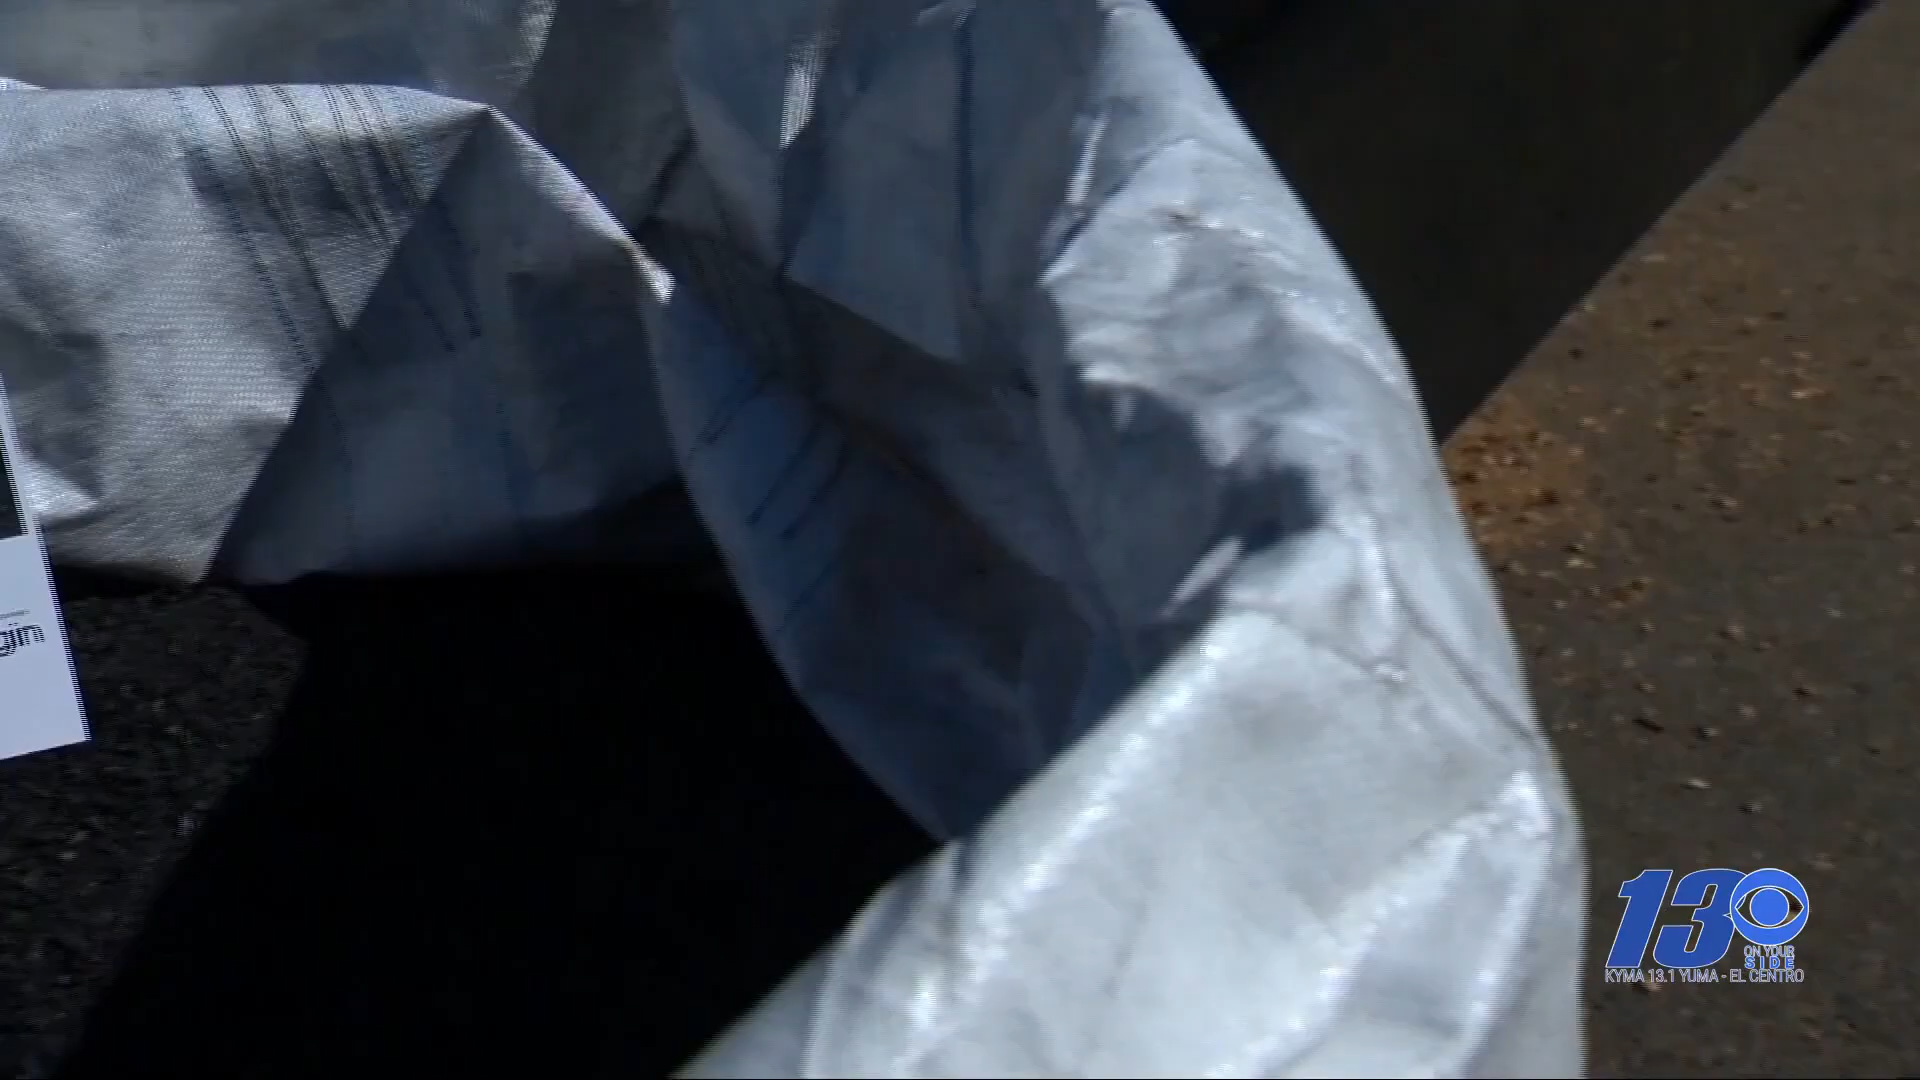 13
ON YOUR
SIDE
KYMA 13.1 YUMA - EL CENTRO